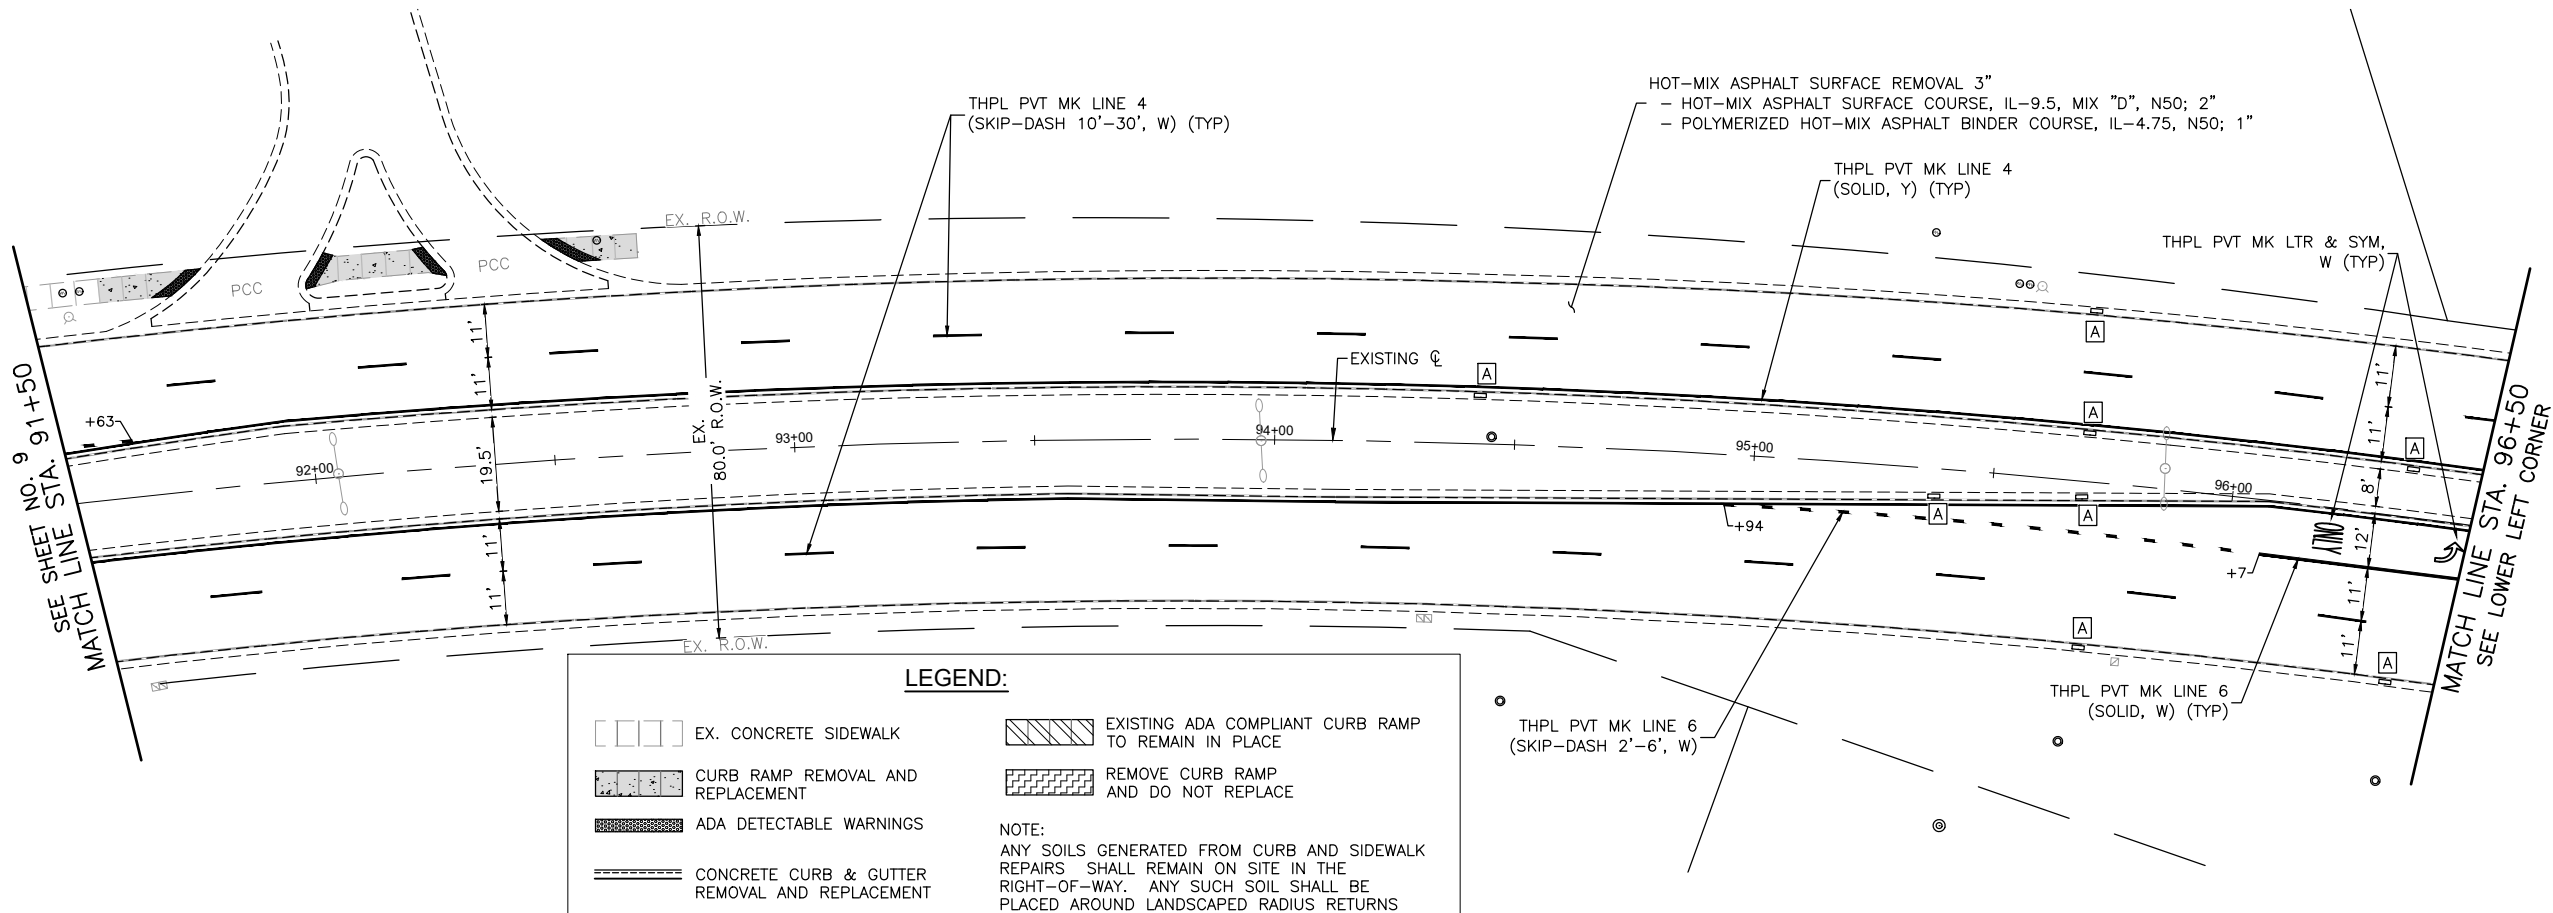 HOT-MIX ASPHALT SURFACE REMOVAL 3"
- HOT-MIX ASPHALT SURFACE COURSE, IL-9.5, MIX "D", N50; 2"
- POLYMERIZED HOT-MIX ASPHALT BINDER COURSE, IL-4.75, N50; 1"
THPL PVT MK LINE 4
(SKIP-DASH 10'-30', W) (TYP)
THPL PVT MK LINE 4
(SOLID, Y) (TYP)
THPL PVT MK LTR & SYM,
W (TYP)
EX. R.O.W.
PCC
PCC
A
11'
11'
19.5'
11'
11'
EX.
80.0' R.O.W.
EXISTING ℄
A
A
A
11'
11'
8'
12'
11'
11'
+63
92+00
93+00
94+00
95+00
96+00
SEE SHEET NO. 9
MATCH LINE STA. 91+50
9
MATCH LINE STA. 96+50
SEE LOWER LEFT CORNER
A
A
+94
ONLY
+7
A
A
EX. R.O.W.
THPL PVT MK LINE 6
(SKIP-DASH 2'-6', W)
THPL PVT MK LINE 6
(SOLID, W) (TYP)
LEGEND:
EX. CONCRETE SIDEWALK
CURB RAMP REMOVAL AND
REPLACEMENT
ADA DETECTABLE WARNINGS
CONCRETE CURB & GUTTER
REMOVAL AND REPLACEMENT
EXISTING ADA COMPLIANT CURB RAMP
TO REMAIN IN PLACE
REMOVE CURB RAMP
AND DO NOT REPLACE
NOTE:
ANY SOILS GENERATED FROM CURB AND SIDEWALK
REPAIRS SHALL REMAIN ON SITE IN THE
RIGHT-OF-WAY. ANY SUCH SOIL SHALL BE
PLACED AROUND LANDSCAPED RADIUS RETURNS